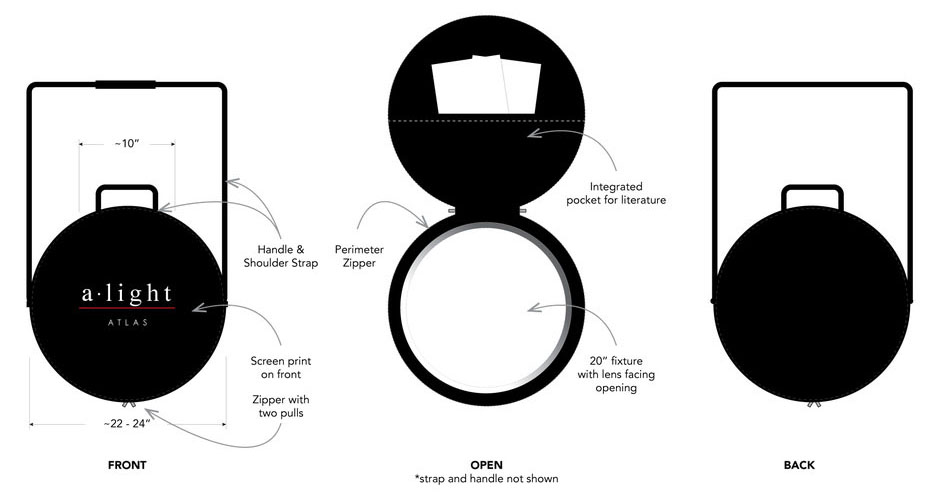 ~10”
Handle &
Shoulder Strap
a·light
ATLAS
Screen print
on front
Zipper with
two pulls
~22 - 24”
FRONT
Integrated
pocket for literature
Perimeter
Zipper
20” fixture
with lens facing
opening
OPEN
*strap and handle not shown
BACK